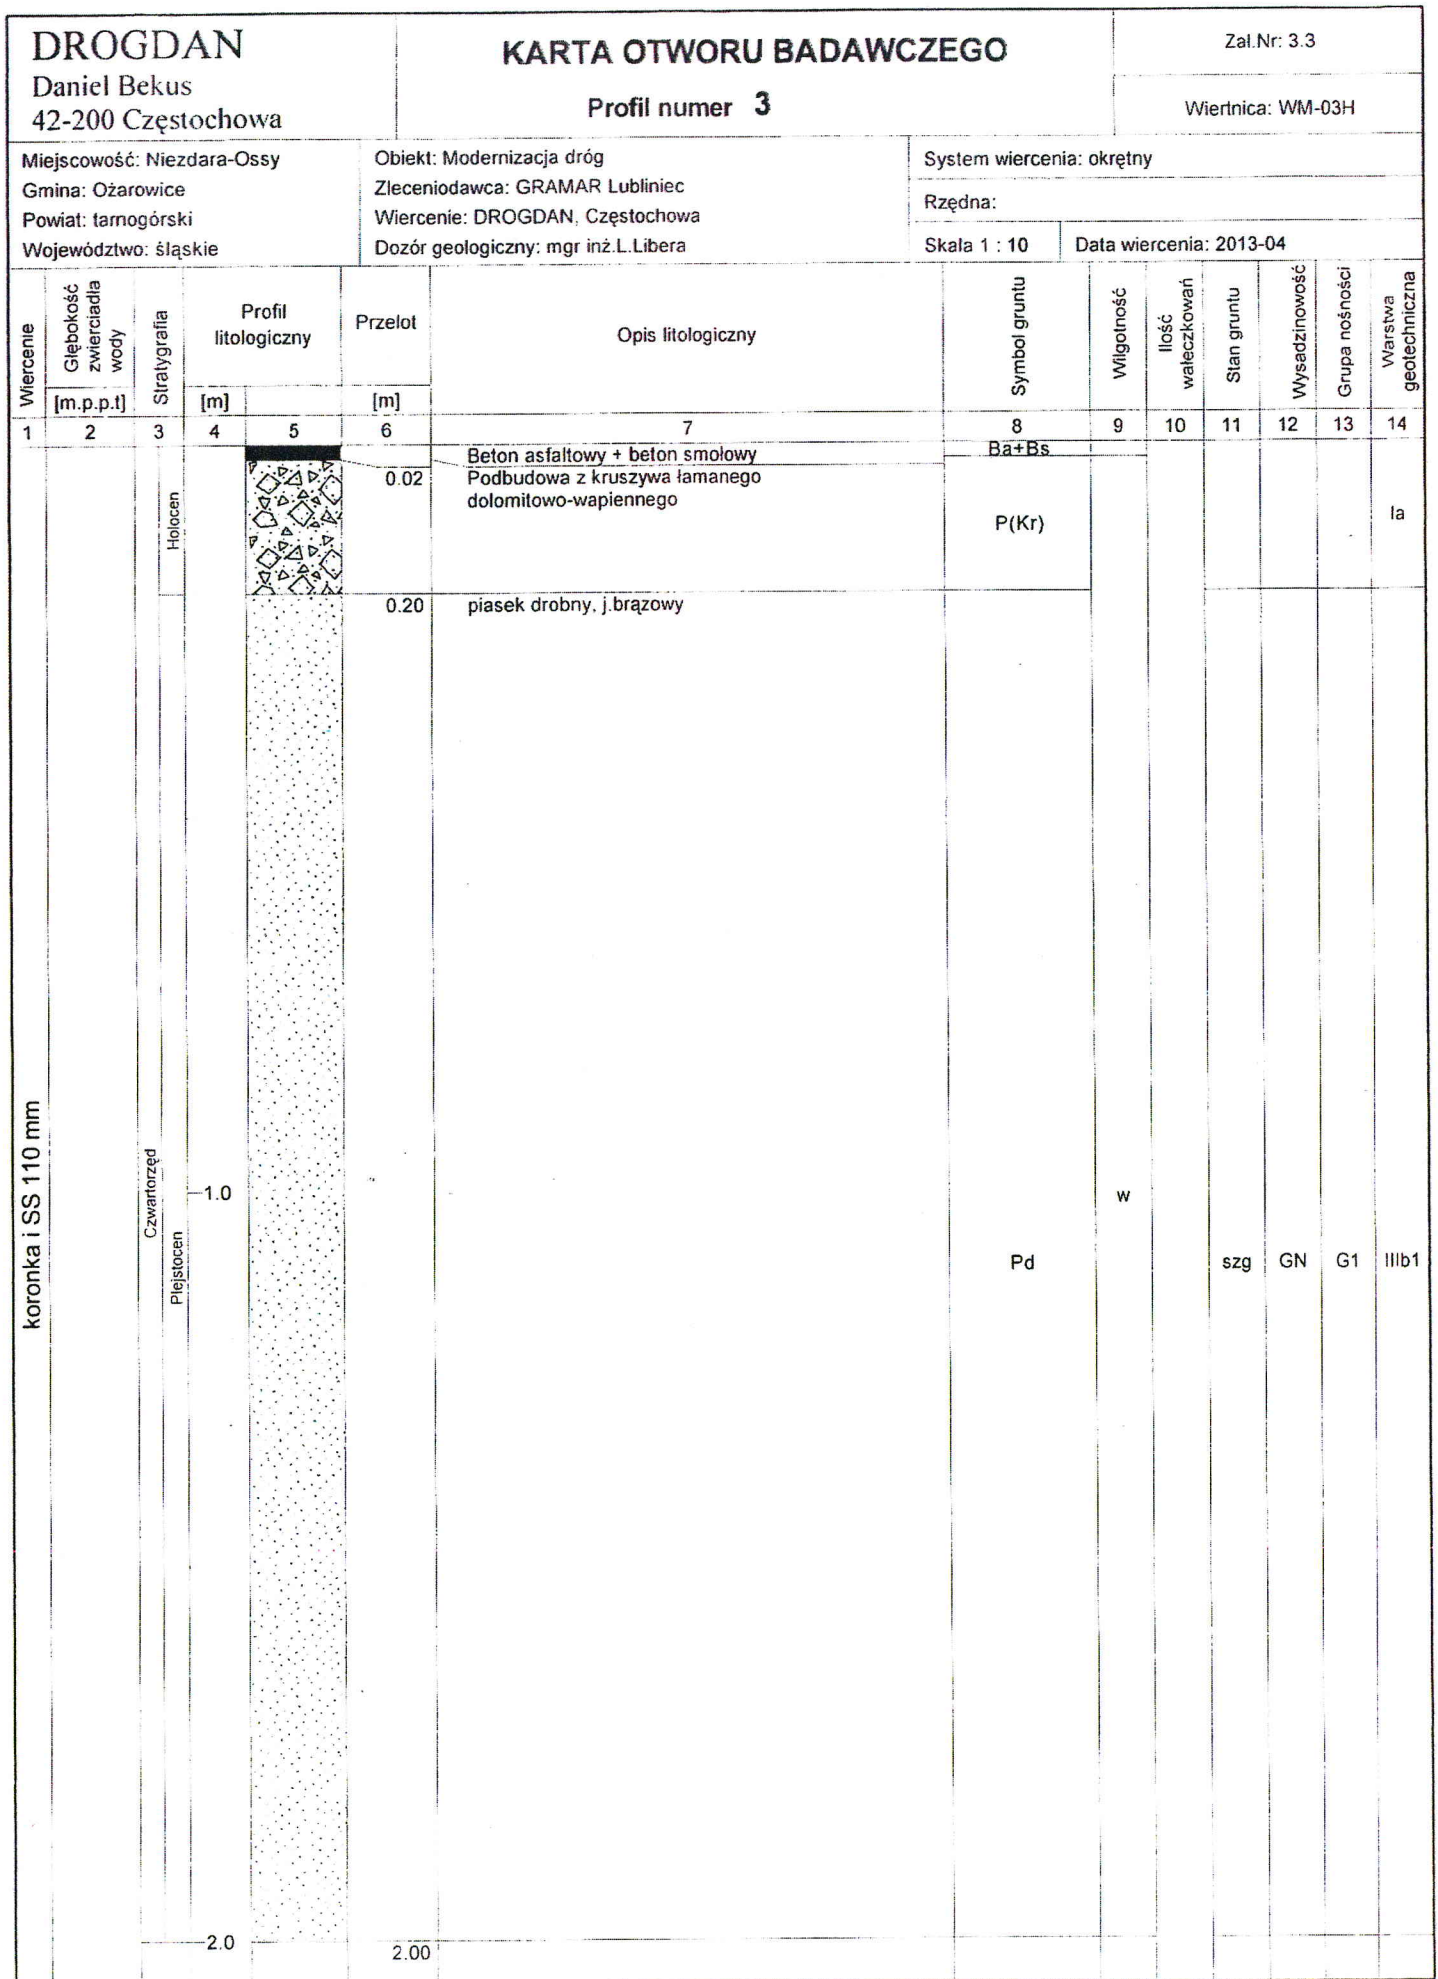 DROGDAN
Daniel Bekus
42-200 Częstochowa
KARTA OTWORU BADAWCZEGO
Profil numer 3
Zał.Nr: 3.3
Wiertnica: WM-03H
Miejscowość: Niezdara-Ossy
Gmina: Ożarowice
Powiat: tarnogórski
Województwo: śląskie
Obiekt: Modernizacja dróg
Zleceniodawca: GRAMAR Lubliniec
Wiercenie: DROGDAN, Częstochowa
Dozór geologiczny: mgr inż.L.Libera
System wiercenia: okrętny
Rzędna:
Skala 1 : 10
Data wiercenia: 2013-04
Wiercenie
Głębokość
zwierciadła
wody
[m.p.p.t]
Stratygrafia
Profil
litologiczny
[m]
Przelot
[m]
Opis litologiczny
Symbol gruntu
Wilgotność
Ilość
wałeczkowań
Stan gruntu
Wysadzinowość
Grupa nośności
Warstwa
geotechniczna
1 2 3 4 5 6 7 8 9 10 11 12 13 14
Beton asfaltowy + beton smołowy
Ba+Bs
0.02
Podbudowa z kruszywa łamanego
dolomitowo-wapiennego
Holocen
P(Kr)
Ia
0.20
piasek drobny, j.brązowy
koronka i SS 110 mm
Czwartorzęd
Plejstocen
1.0
w
Pd
szg
GN
G1
IIIb1
2.0
2.00